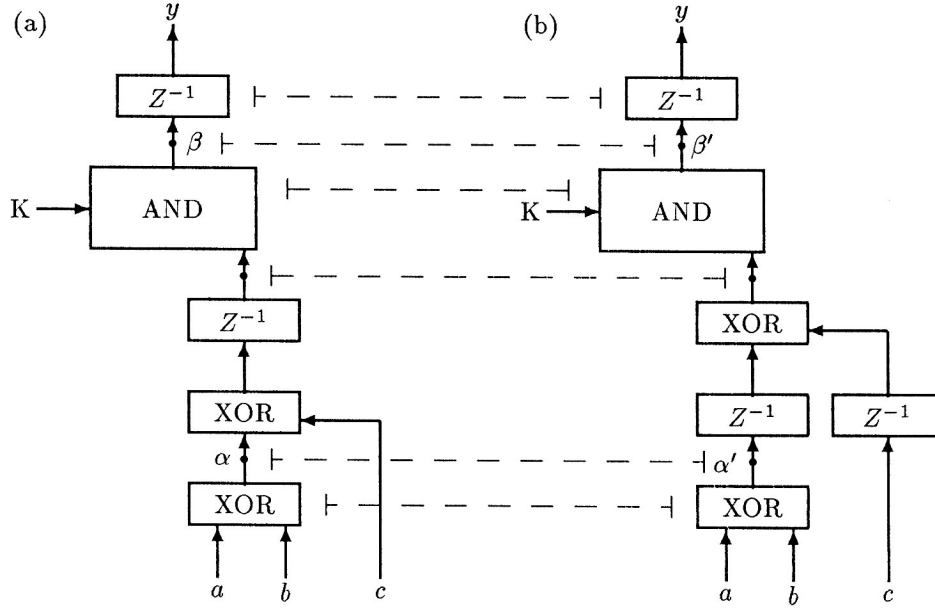 (a) y (b) y
Z⁻¹ Z⁻¹
β β′
K AND K AND
Z⁻¹ XOR
XOR Z⁻¹ Z⁻¹
α α′
XOR XOR
a b c a b c